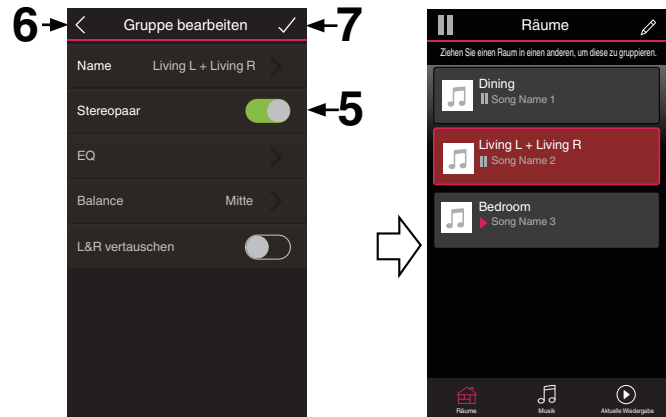 6
Gruppe bearbeiten
7
Name Living L + Living R
Stereopaar
5
EQ
Balance Mitte
L&R vertauschen
Räume
Ziehen Sie einen Raum in einen anderen, um diese zu gruppieren.
Dining
Song Name 1
Living L + Living R
Song Name 2
Bedroom
Song Name 3
Räume Musik Aktuelle Wiedergabe